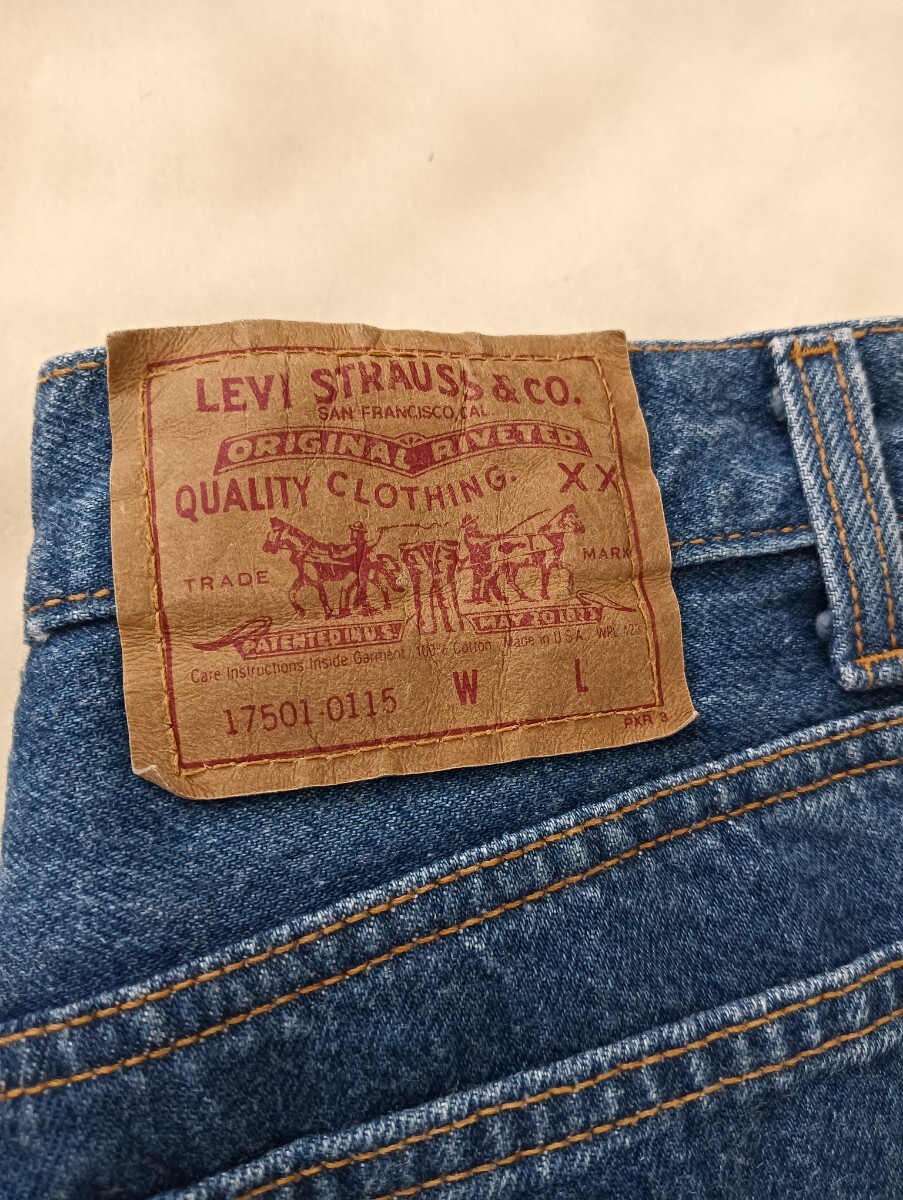 LEVI STRAUSS & CO.
SAN FRANCISCO, CAL.
ORIGINAL RIVETED
QUALITY CLOTHING. XX
TRADE MARK
PATENTED IN U.S. MAY 20 1873
Care Instructions Inside Garment. 100% Cotton. Made in U.S.A. WPL 423
17501-0115 W L
PXR 3